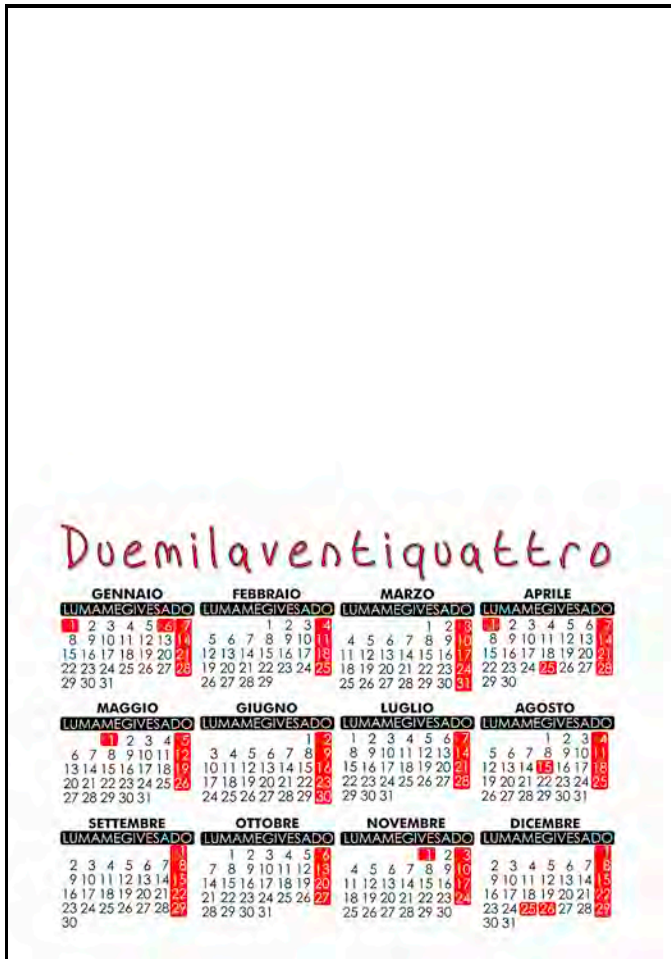 Duemilaventiquattro
GENNAIO
LUMAMEGIVESADO
1 2 3 4 5 6 7
8 9 10 11 12 13 14
15 16 17 18 19 20 21
22 23 24 25 26 27 28
29 30 31
FEBBRAIO
LUMAMEGIVESADO
1 2 3 4
5 6 7 8 9 10 11
12 13 14 15 16 17 18
19 20 21 22 23 24 25
26 27 28 29
MARZO
LUMAMEGIVESADO
1 2 3
4 5 6 7 8 9 10
11 12 13 14 15 16 17
18 19 20 21 22 23 24
25 26 27 28 29 30 31
APRILE
LUMAMEGIVESADO
1 2 3 4 5 6 7
8 9 10 11 12 13 14
15 16 17 18 19 20 21
22 23 24 25 26 27 28
29 30
MAGGIO
LUMAMEGIVESADO
1 2 3 4 5
6 7 8 9 10 11 12
13 14 15 16 17 18 19
20 21 22 23 24 25 26
27 28 29 30 31
GIUGNO
LUMAMEGIVESADO
1 2
3 4 5 6 7 8 9
10 11 12 13 14 15 16
17 18 19 20 21 22 23
24 25 26 27 28 29 30
LUGLIO
LUMAMEGIVESADO
1 2 3 4 5 6 7
8 9 10 11 12 13 14
15 16 17 18 19 20 21
22 23 24 25 26 27 28
29 30 31
AGOSTO
LUMAMEGIVESADO
1 2 3 4
5 6 7 8 9 10 11
12 13 14 15 16 17 18
19 20 21 22 23 24 25
26 27 28 29 30 31
SETTEMBRE
LUMAMEGIVESADO
1
2 3 4 5 6 7 8
9 10 11 12 13 14 15
16 17 18 19 20 21 22
23 24 25 26 27 28 29
30
OTTOBRE
LUMAMEGIVESADO
1 2 3 4 5 6
7 8 9 10 11 12 13
14 15 16 17 18 19 20
21 22 23 24 25 26 27
28 29 30 31
NOVEMBRE
LUMAMEGIVESADO
1 2 3
4 5 6 7 8 9 10
11 12 13 14 15 16 17
18 19 20 21 22 23 24
25 26 27 28 29 30
DICEMBRE
LUMAMEGIVESADO
1
2 3 4 5 6 7 8
9 10 11 12 13 14 15
16 17 18 19 20 21 22
23 24 25 26 27 28 29
30 31